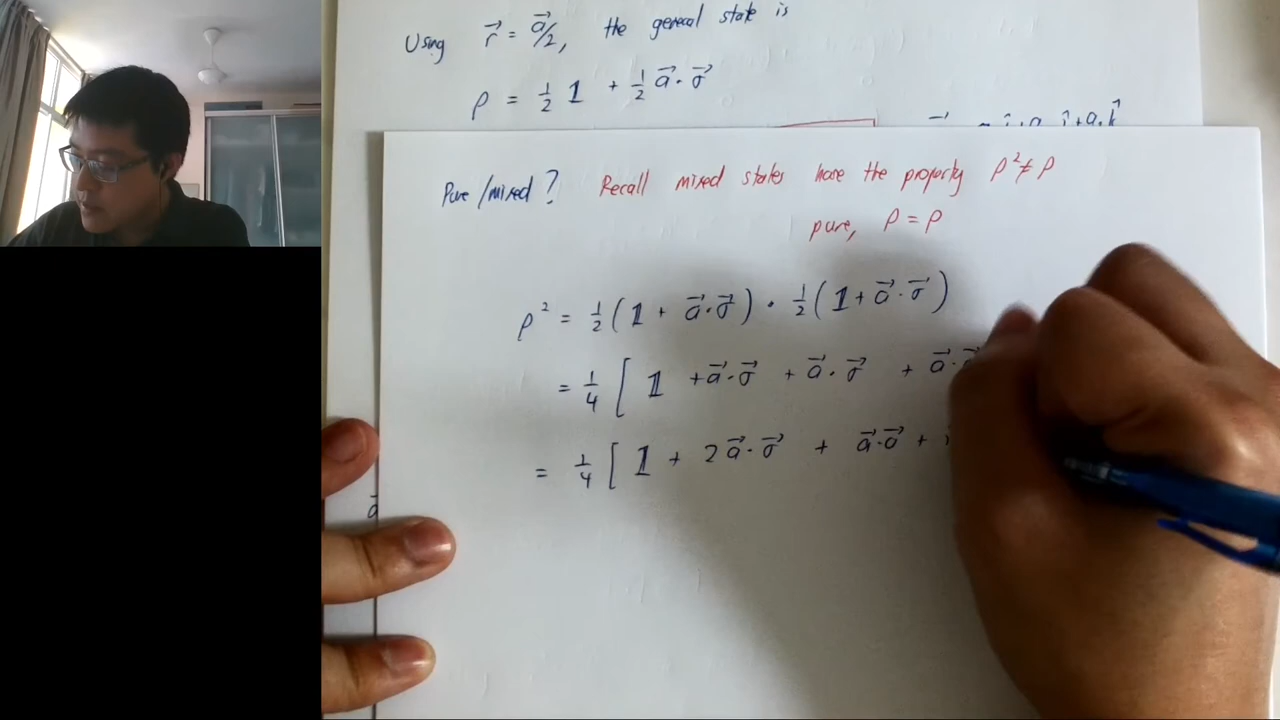 Using r⃗ = a⃗/2, the general state is
ρ = 1/2 𝟙 + 1/2 a⃗·σ⃗
Pure/mixed? Recall mixed states have the property ρ² ≠ ρ
pure, ρ = ρ
ρ² = 1/2 (𝟙 + a⃗·σ⃗) · 1/2 (𝟙 + a⃗·σ⃗)
= 1/4 [ 𝟙 + a⃗·σ⃗ + a⃗·σ⃗ + a⃗·σ⃗
= 1/4 [ 𝟙 + 2a⃗·σ⃗ + a⃗·a⃗ +
a⃗